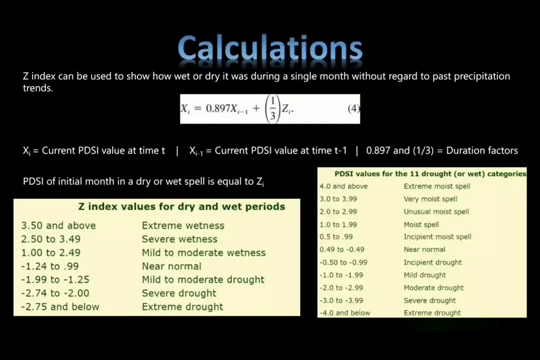 Calculations
Z index can be used to show how wet or dry it was during a single month without regard to past precipitation
trends.
Xi = 0.897Xi−1 + (1/3)Zi. (4)
Xi = Current PDSI value at time t | Xi-1 = Current PDSI value at time t-1 | 0.897 and (1/3) = Duration factors
PDSI of initial month in a dry or wet spell is equal to Zi
Z index values for dry and wet periods
3.50 and above Extreme wetness
2.50 to 3.49 Severe wetness
1.00 to 2.49 Mild to moderate wetness
-1.24 to .99 Near normal
-1.99 to -1.25 Mild to moderate drought
-2.74 to -2.00 Severe drought
-2.75 and below Extreme drought
PDSI values for the 11 drought (or wet) categories
4.0 and above Extreme moist spell
3.0 to 3.99 Very moist spell
2.0 to 2.99 Unusual moist spell
1.0 to 1.99 Moist spell
0.5 to .99 Incipient moist spell
0.49 to -0.49 Near normal
-0.50 to -0.99 Incipient drought
-1.0 to -1.99 Mild drought
-2.0 to -2.99 Moderate drought
-3.0 to -3.99 Severe drought
-4.0 and below Extreme drought